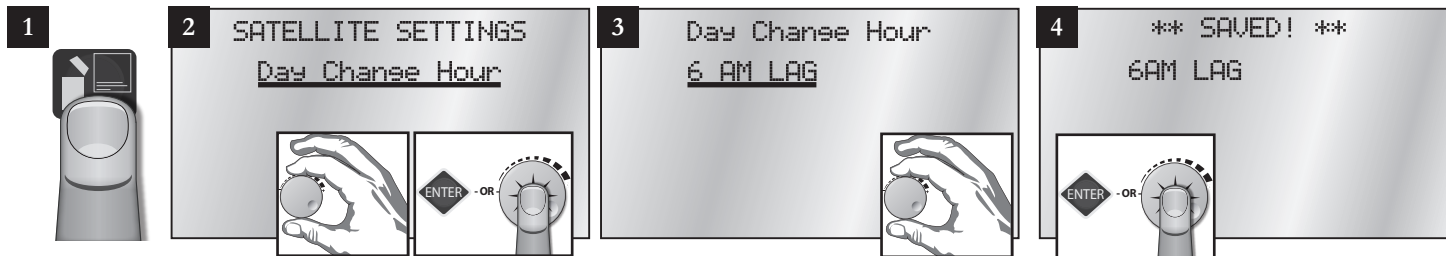 1
2
SATELLITE SETTINGS
Day Change Hour
ENTER - OR -
3
Day Change Hour
6 AM LAG
4
** SAVED! **
6AM LAG
ENTER - OR -